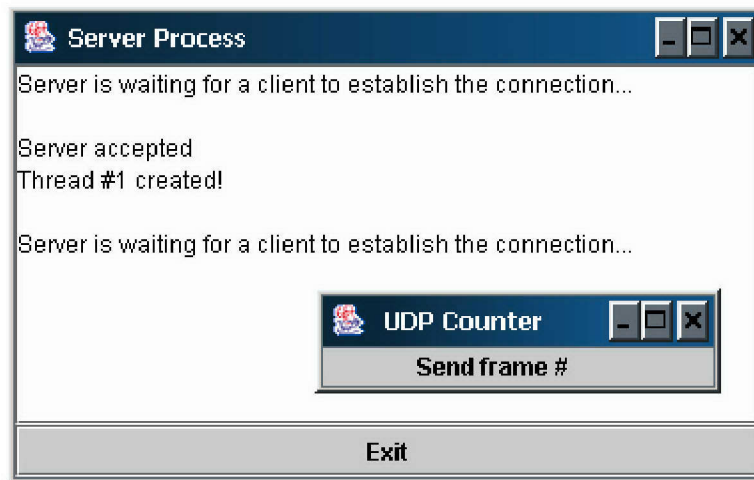 Server Process
Server is waiting for a client to establish the connection...
Server accepted
Thread #1 created!
Server is waiting for a client to establish the connection...
UDP Counter
Send frame #
Exit